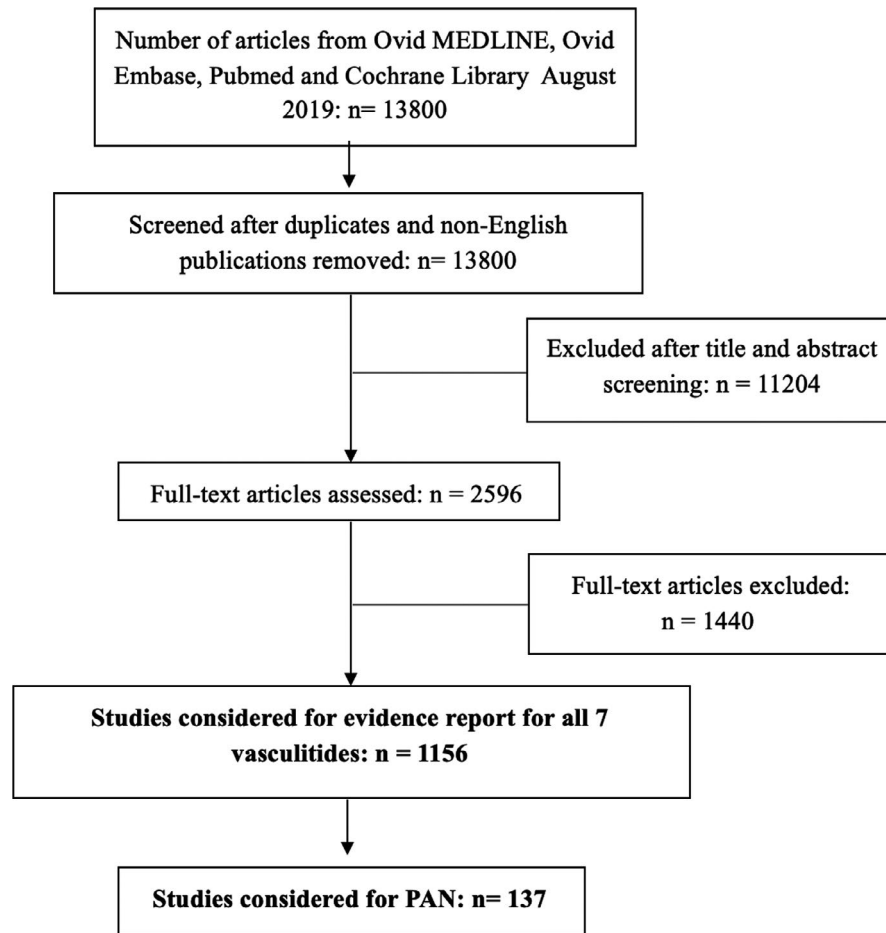 Number of articles from Ovid MEDLINE, Ovid
Embase, Pubmed and Cochrane Library August
2019: n= 13800
Screened after duplicates and non-English
publications removed: n= 13800
Excluded after title and abstract
screening: n = 11204
Full-text articles assessed: n = 2596
Full-text articles excluded:
n = 1440
Studies considered for evidence report for all 7
vasculitides: n = 1156
Studies considered for PAN: n= 137